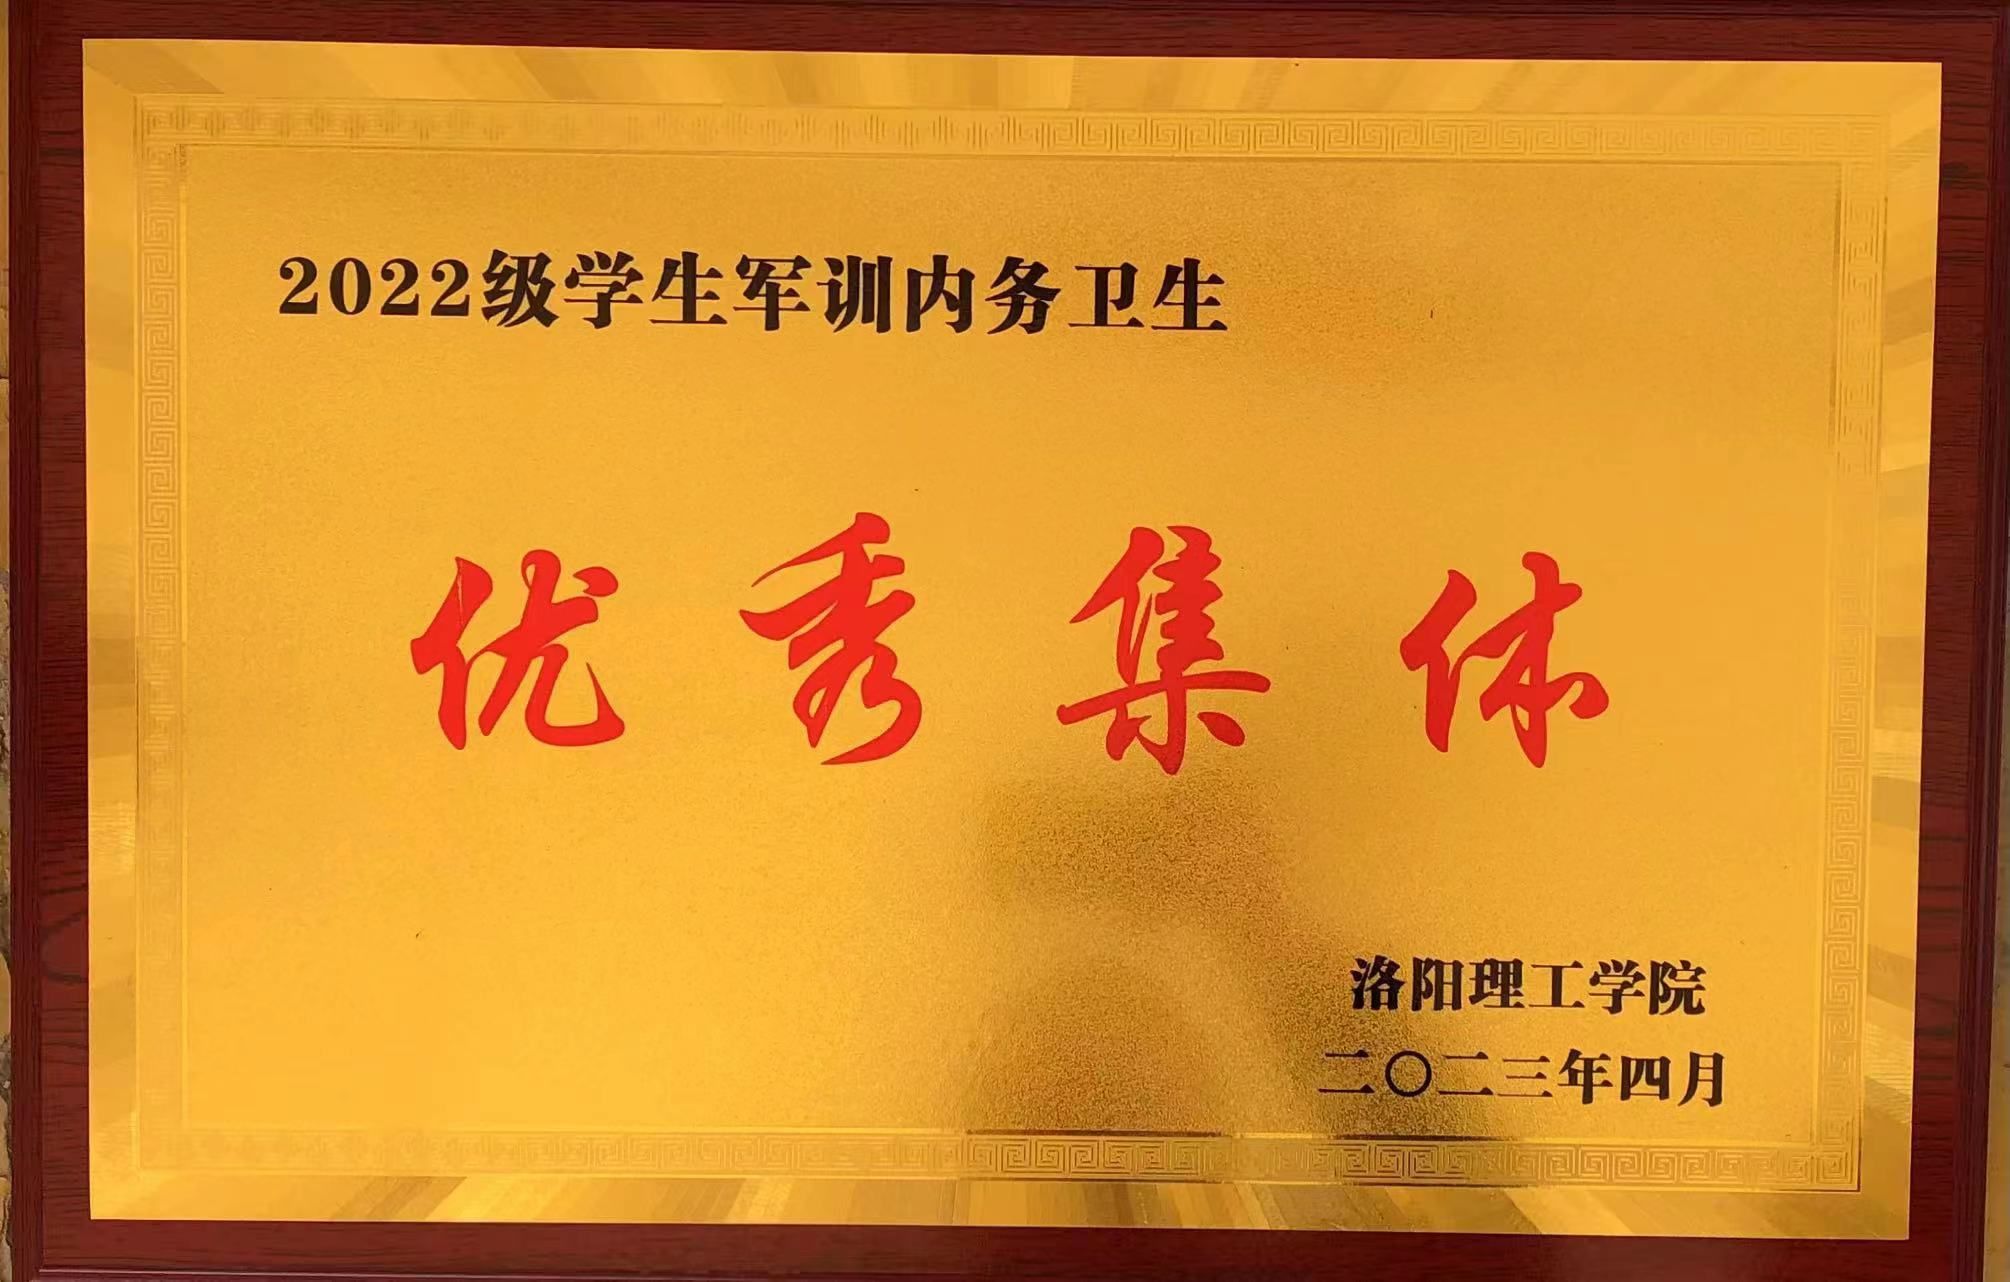 2022级学生军训内务卫生
优秀集体
洛阳理工学院
二〇二三年四月